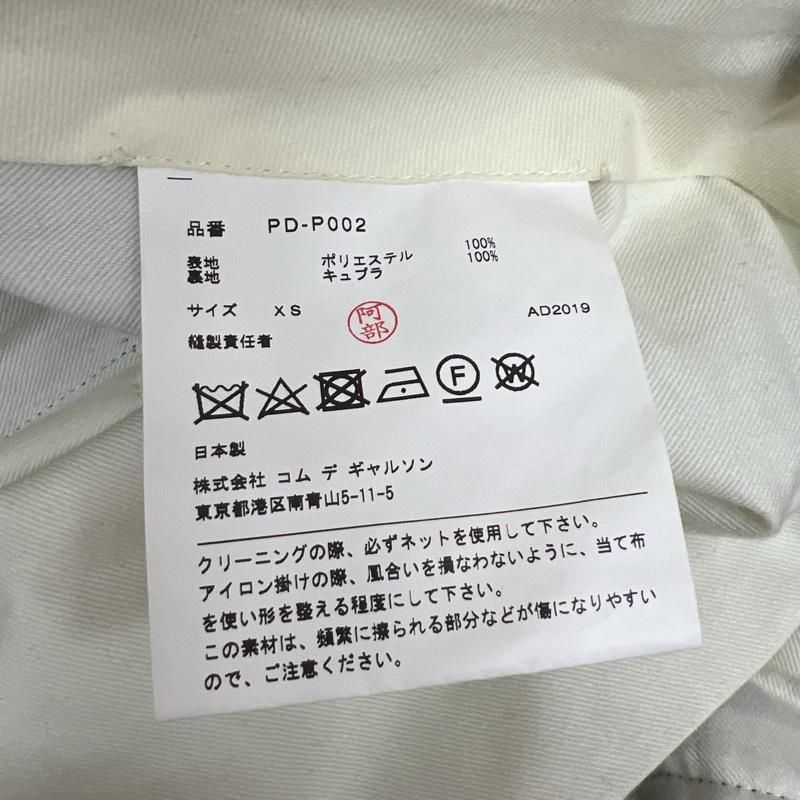 品番 PD-P002
表地 ポリエステル 100%
裏地 キュプラ 100%
サイズ XS 阿部 AD2019
縫製責任者
F W
日本製
株式会社 コム デ ギャルソン
東京都港区南青山5-11-5
クリーニングの際、必ずネットを使用して下さい。
アイロン掛けの際、風合いを損なわないように、当て布
を使い形を整える程度にして下さい。
この素材は、頻繁に擦られる部分などが傷になりやすい
ので、ご注意ください。